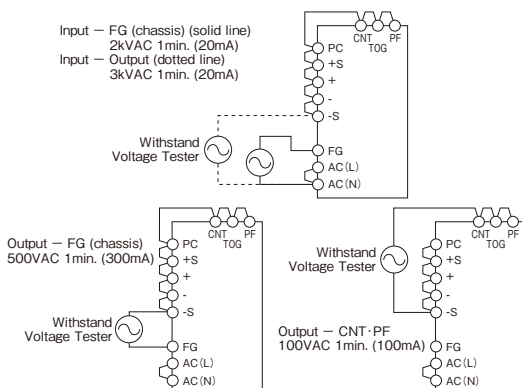 Input － FG (chassis) (solid line)
2kVAC 1min. (20mA)
Input － Output (dotted line)
3kVAC 1min. (20mA)
CNT
TOG
PF
PC
+S
+
-
-S
FG
AC(L)
AC(N)
Withstand
Voltage Tester
Output － FG (chassis)
500VAC 1min. (300mA)
CNT
TOG
PF
PC
+S
+
-
-S
FG
AC(L)
AC(N)
Withstand
Voltage Tester
CNT
TOG
PF
PC
+S
+
-
-S
FG
AC(L)
AC(N)
Withstand
Voltage Tester
Output － CNT·PF
100VAC 1min. (100mA)